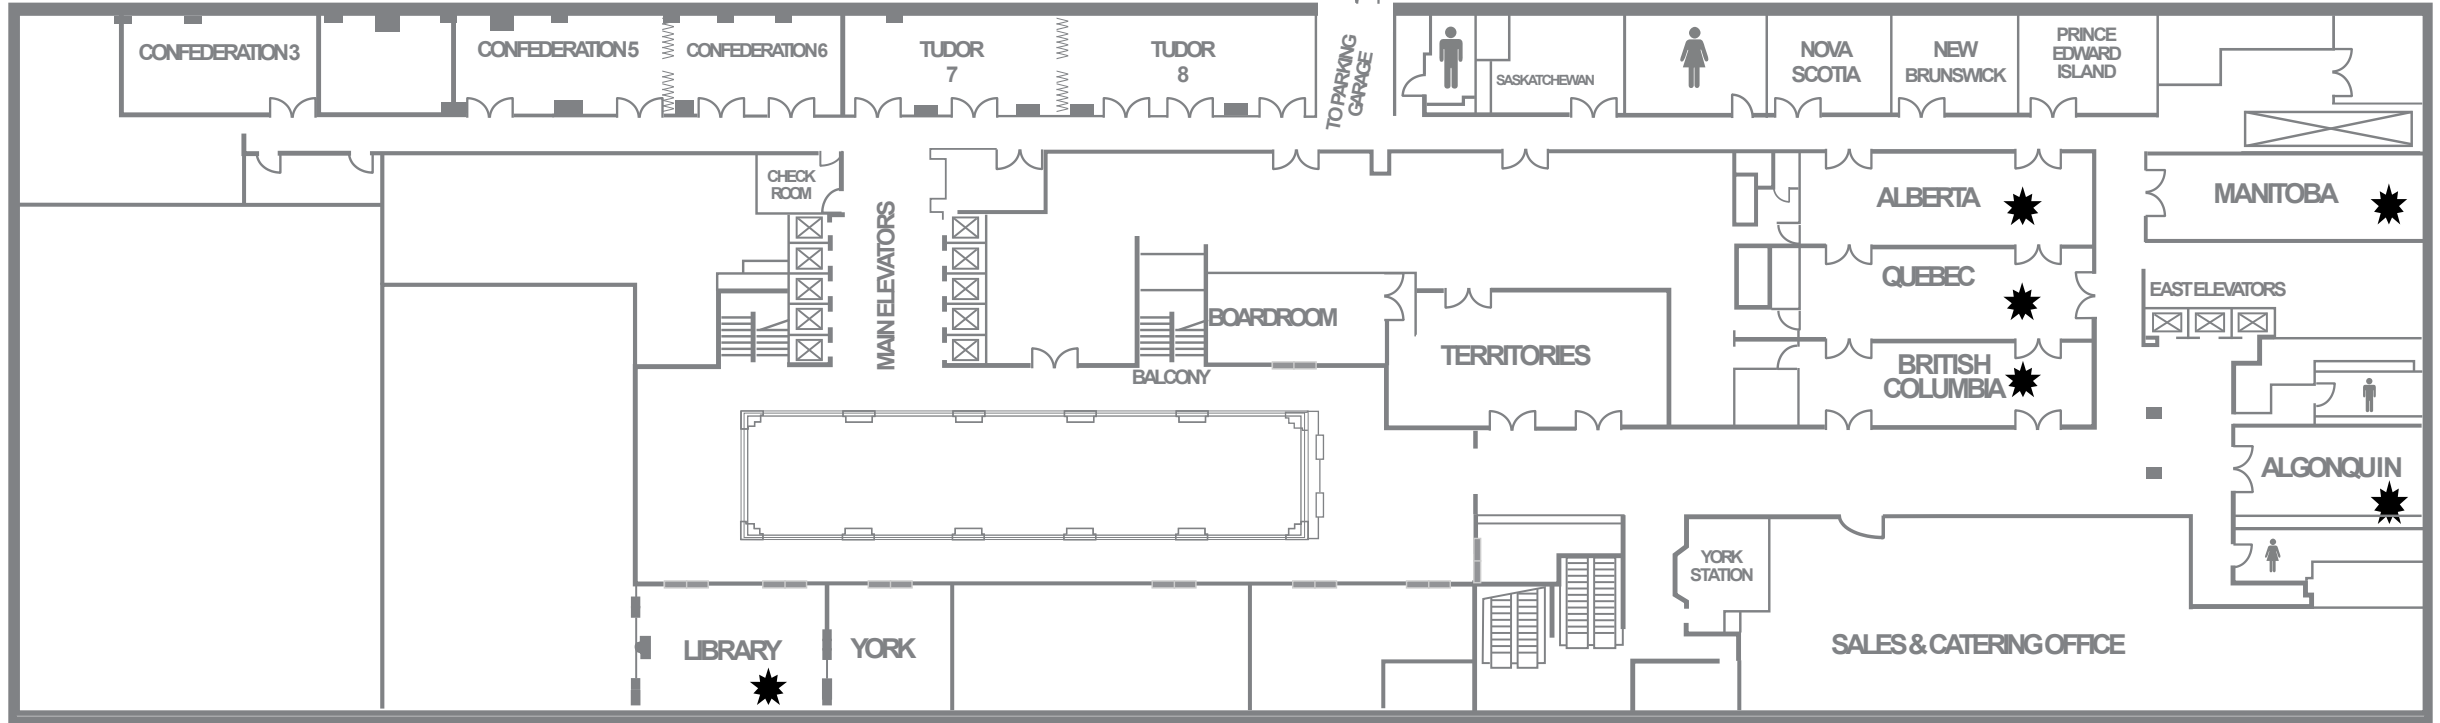 CONFEDERATION 3
CONFEDERATION 5
CONFEDERATION 6
TUDOR
7
TUDOR
8
TO PARKING
GARAGE
SASKATCHEWAN
NOVA
SCOTIA
NEW
BRUNSWICK
PRINCE
EDWARD
ISLAND
CHECK
ROOM
MAIN ELEVATORS
ALBERTA
MANITOBA
QUEBEC
EAST ELEVATORS
BOARDROOM
TERRITORIES
BRITISH
COLUMBIA
BALCONY
ALGONQUIN
YORK
STATION
LIBRARY
YORK
SALES & CATERING OFFICE